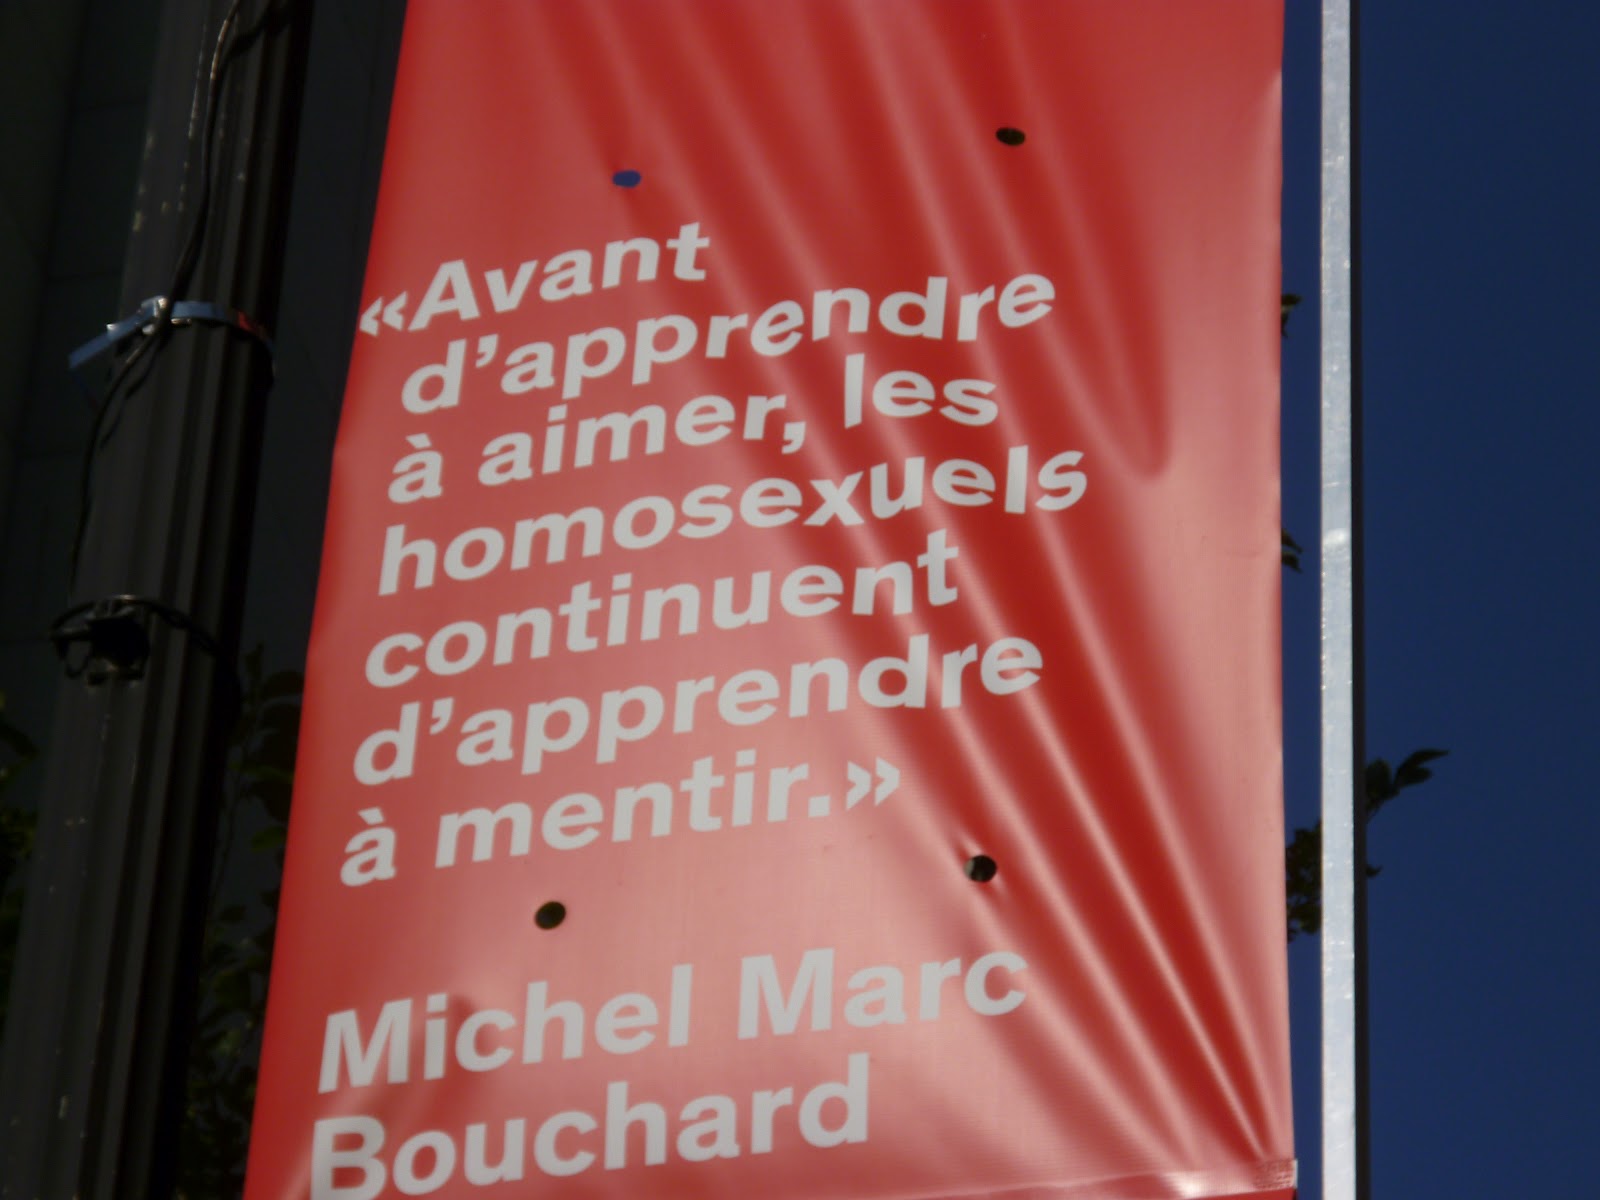 «Avant
d’apprendre
à aimer, les
homosexuels
continuent
d’apprendre
à mentir.»
Michel Marc
Bouchard